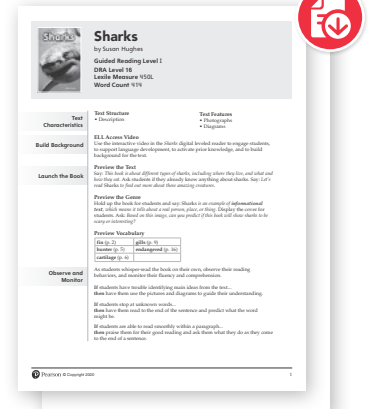 Sharks
Sharks
by Susan Hughes
Guided Reading Level I
DRA Level 16
Lexile Measure 450L
Word Count 414
Text
Characteristics
Text Structure
• Description
Text Features
• Photographs
• Diagrams
Build Background
ELL Access Video
Use the interactive video in the Sharks digital leveled reader to engage students,
to support language development, to activate prior knowledge, and to build
background for the text.
Launch the Book
Preview the Text
Say: This book is about different types of sharks, including where they live, and what and
how they eat. Ask students if they already know anything about sharks. Say: Let's
read Sharks to find out more about these amazing creatures.
Preview the Genre
Hold up the book for students and say: Sharks is an example of informational
text, which means it tells about a real person, place, or thing. Display the cover for
students. Ask: Based on this image, can you predict if this book will show sharks to be
scary or interesting?
Preview Vocabulary
fin (p. 2) gills (p. 9)
hunter (p. 5) endangered (p. 16)
cartilage (p. 6)
Observe and
Monitor
As students whisper-read the book on their own, observe their reading
behaviors, and monitor their fluency and comprehension.
If students have trouble identifying main ideas from the text...
then have them use the pictures and diagrams to guide their understanding.
If students stop at unknown words...
then have them read to the end of the sentence and predict what the word
might be.
If students are able to read smoothly within a paragraph...
then praise them for their good reading and ask them what they do as they come
to the end of a sentence.
Pearson © Copyright 2020
1